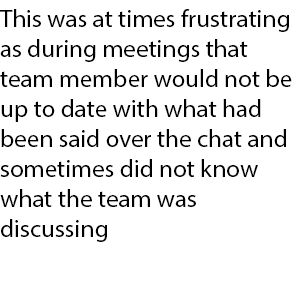 This was at times frustrating
as during meetings that
team member would not be
up to date with what had
been said over the chat and
sometimes did not know
what the team was
discussing